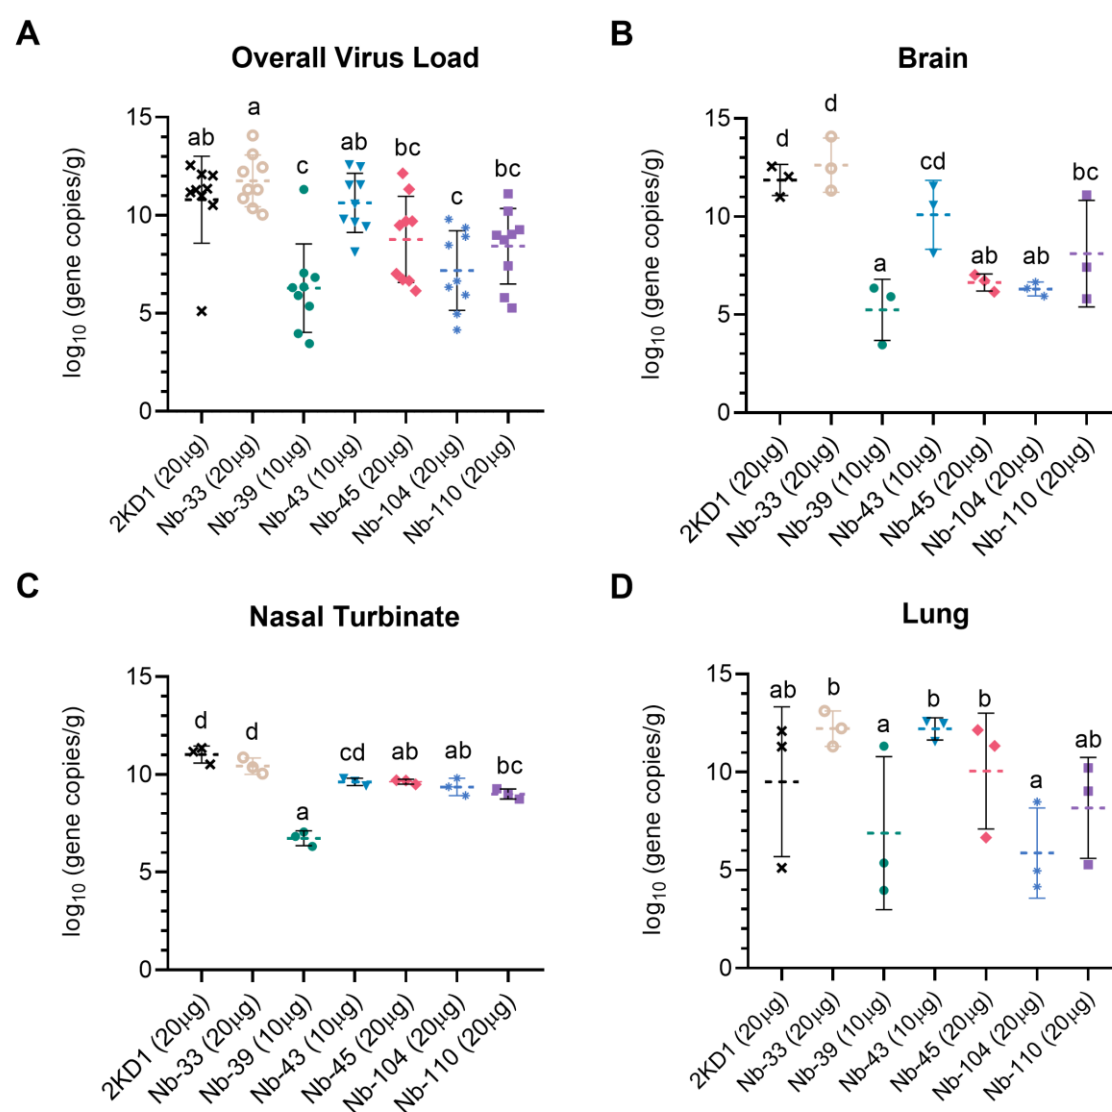 A
Overall Virus Load
log10 (gene copies/g)
15
10
5
0
ab
a
c
ab
bc
c
bc
2KD1 (20μg)
Nb-33 (20μg)
Nb-39 (10μg)
Nb-43 (10μg)
Nb-45 (20μg)
Nb-104 (20μg)
Nb-110 (20μg)
B
Brain
log10 (gene copies/g)
15
10
5
0
d
d
a
cd
ab
ab
bc
2KD1 (20μg)
Nb-33 (20μg)
Nb-39 (10μg)
Nb-43 (10μg)
Nb-45 (20μg)
Nb-104 (20μg)
Nb-110 (20μg)
C
Nasal Turbinate
log10 (gene copies/g)
15
10
5
0
d
d
a
cd
ab
ab
bc
2KD1 (20μg)
Nb-33 (20μg)
Nb-39 (10μg)
Nb-43 (10μg)
Nb-45 (20μg)
Nb-104 (20μg)
Nb-110 (20μg)
D
Lung
log10 (gene copies/g)
15
10
5
0
ab
b
a
b
b
a
ab
2KD1 (20μg)
Nb-33 (20μg)
Nb-39 (10μg)
Nb-43 (10μg)
Nb-45 (20μg)
Nb-104 (20μg)
Nb-110 (20μg)